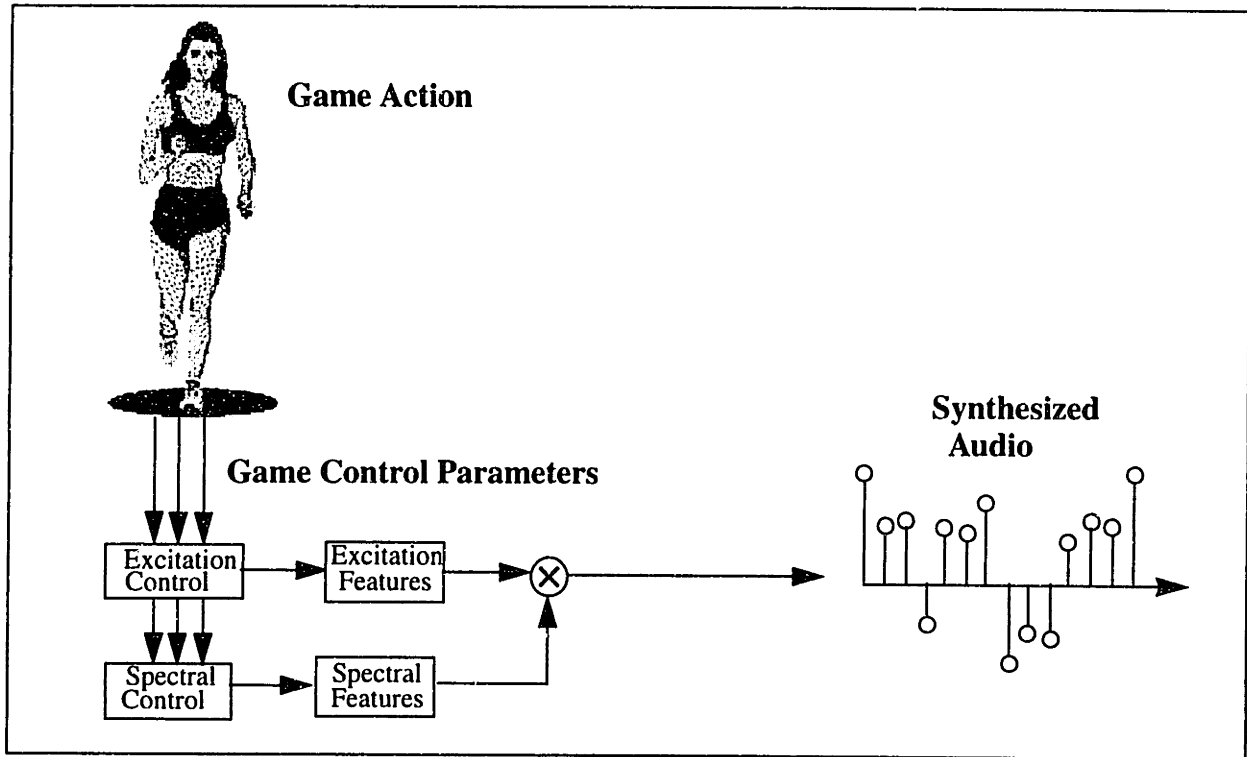 Game Action
Synthesized
Audio
Game Control Parameters
Excitation
Control
Excitation
Features
Spectral
Control
Spectral
Features